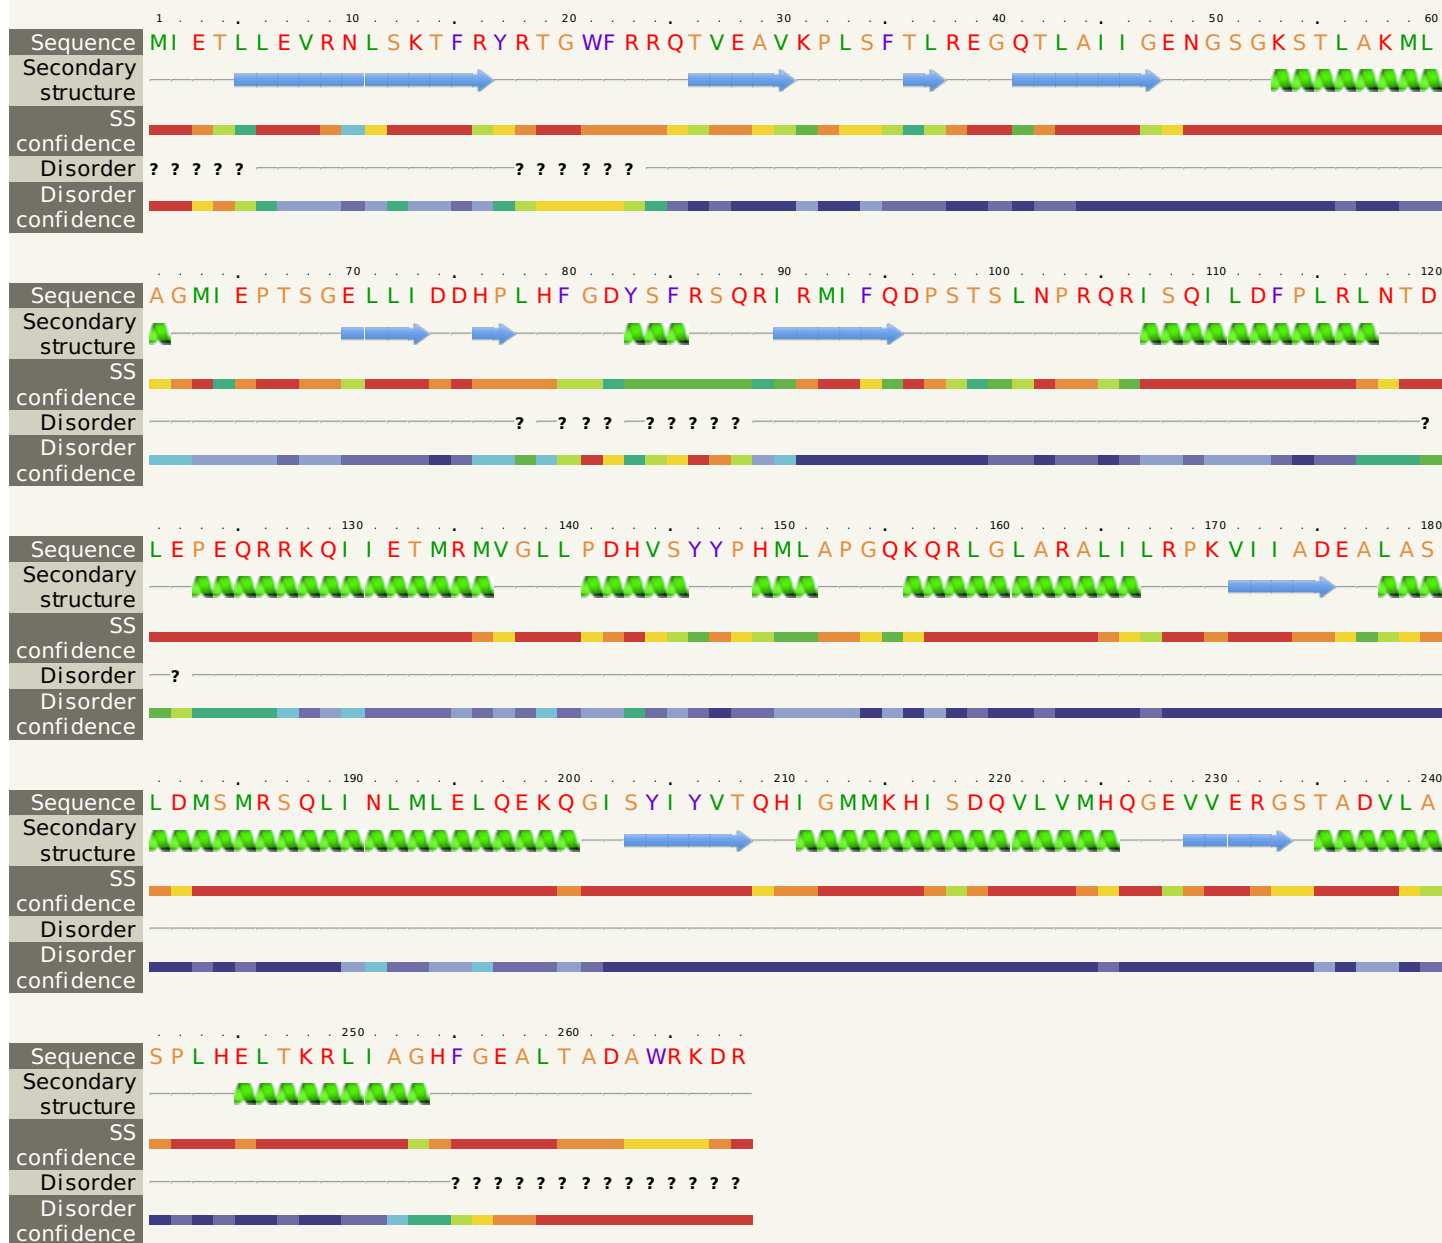 1 10 20 30 40 50 60
Sequence MIETLLEVRNLSKTFRYRTGWFRRQTVEAVKPLSFTLREGQTLAIIGENGSGKSTLAKML
Secondary
structure
SS
confidence
Disorder ? ? ? ? ? ? ? ? ? ? ?
Disorder
confidence
70 80 90 100 110 120
Sequence AGMIEPTSGELLIDDHPLHFGDYSFRSQRIRMIFQDPSTSLNPRQRISQILDFPLRLNTD
Secondary
structure
SS
confidence
Disorder ? ? ? ? ? ? ? ? ? ?
Disorder
confidence
130 140 150 160 170 180
Sequence LEPEQRRKQIIETMRMVGLLPDHVSYYPHMLAPGQKQRLGLARALILRPKVIIADEALAS
Secondary
structure
SS
confidence
Disorder ?
Disorder
confidence
190 200 210 220 230 240
Sequence LDMSMRSQLINLMLELQEKQGISYIYVTQHIGMMKHISDQVLVMHQGEVVERGSTADVLA
Secondary
structure
SS
confidence
Disorder
Disorder
confidence
250 260
Sequence SPLHELTKRLIAGHFGEALTADAWRKDR
Secondary
structure
SS
confidence
Disorder ? ? ? ? ? ? ? ? ? ? ? ? ? ?
Disorder
confidence